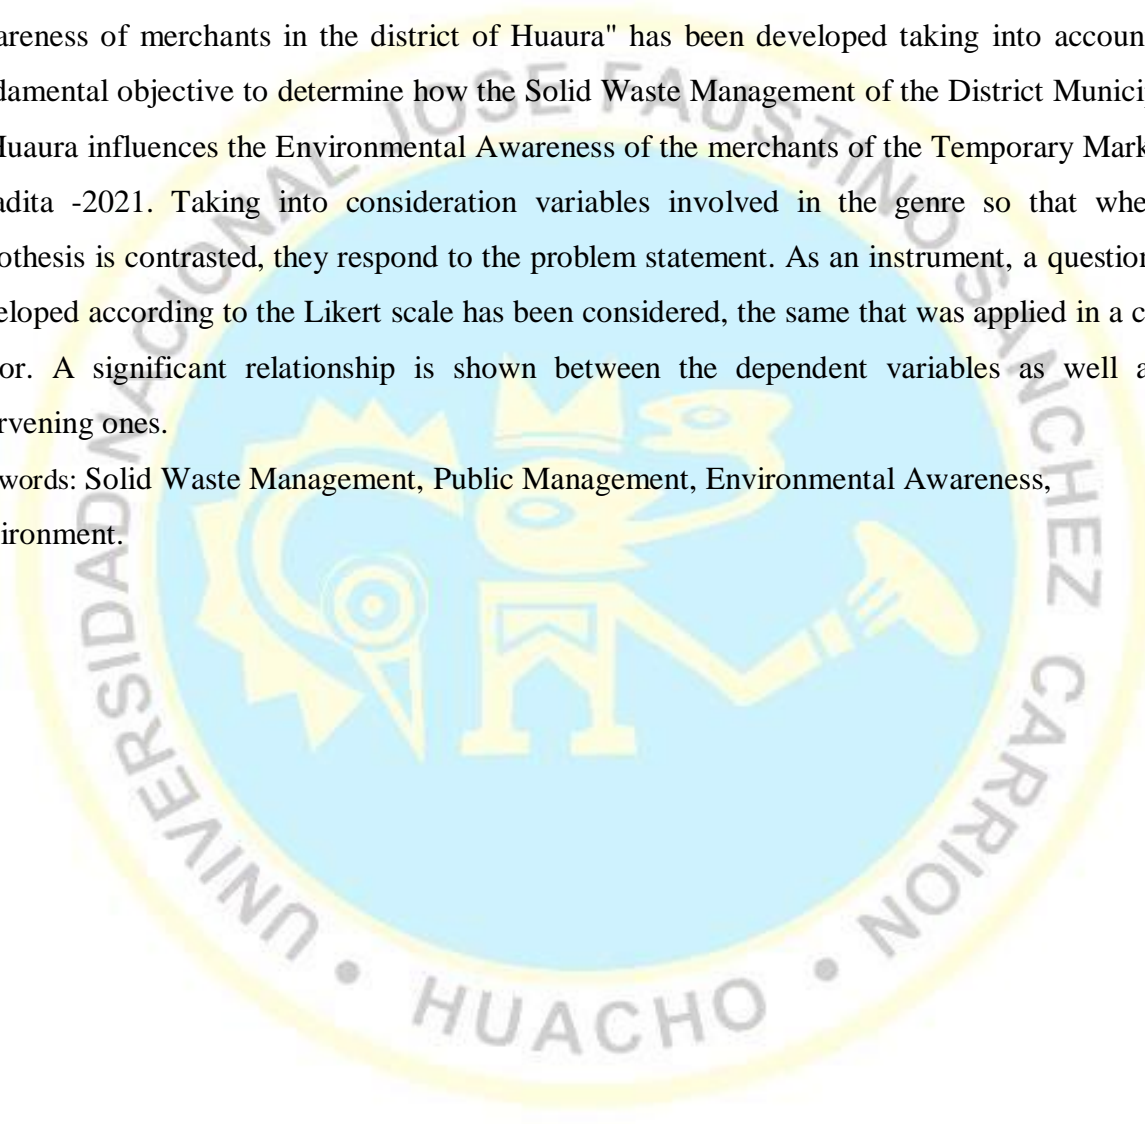 areness of merchants in the district of Huaura" has been developed taking into accoun
damental objective to determine how the Solid Waste Management of the District Munici
Huaura influences the Environmental Awareness of the merchants of the Temporary Mark
adita -2021. Taking into consideration variables involved in the genre so that whe
othesis is contrasted, they respond to the problem statement. As an instrument, a question
eloped according to the Likert scale has been considered, the same that was applied in a c
or. A significant relationship is shown between the dependent variables as well a
rvening ones.
words: Solid Waste Management, Public Management, Environmental Awareness,
ironment.
UNIVERSIDAD NACIONAL JOSE FAUSTINO SANCHEZ CARRION
• HUACHO •